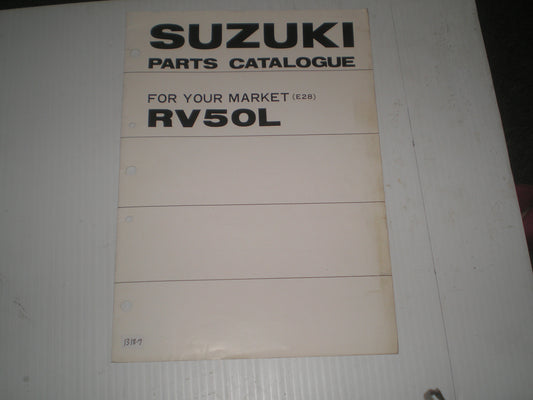 SUZUKI
PARTS CATALOGUE
FOR YOUR MARKET (E28)
RV50L